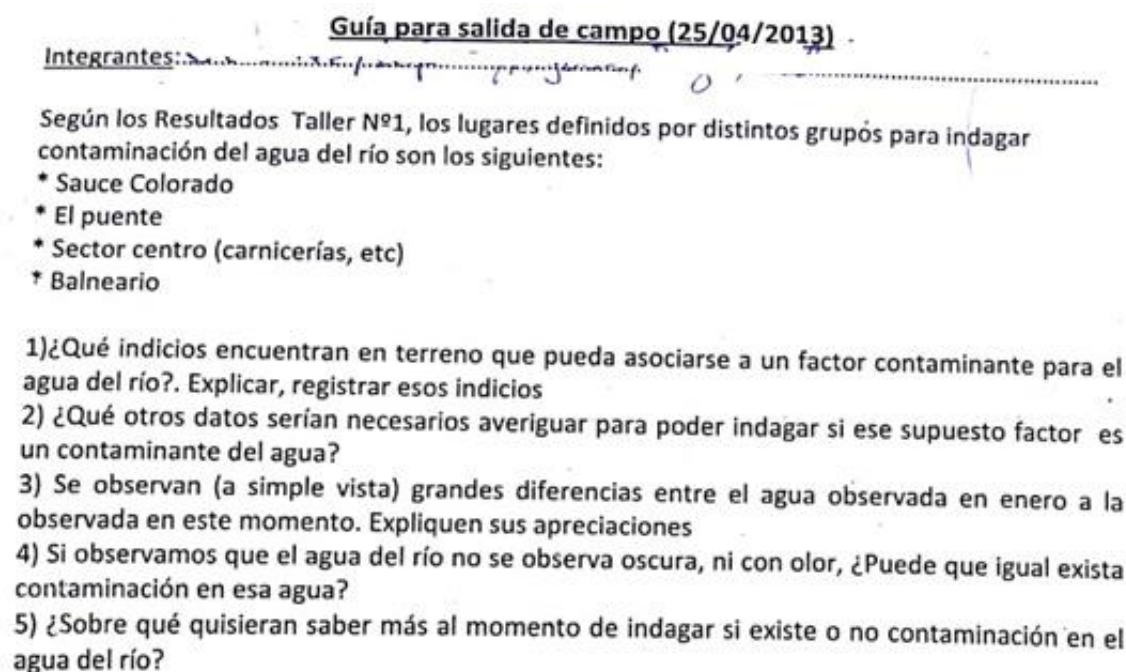 Guía para salida de campo (25/04/2013)
Integrantes:
Según los Resultados Taller Nº1, los lugares definidos por distintos grupos para indagar
contaminación del agua del río son los siguientes:
* Sauce Colorado
* El puente
* Sector centro (carnicerías, etc)
* Balneario
1)¿Qué indicios encuentran en terreno que pueda asociarse a un factor contaminante para el
agua del río?. Explicar, registrar esos indicios
2) ¿Qué otros datos serían necesarios averiguar para poder indagar si ese supuesto factor es
un contaminante del agua?
3) Se observan (a simple vista) grandes diferencias entre el agua observada en enero a la
observada en este momento. Expliquen sus apreciaciones
4) Si observamos que el agua del río no se observa oscura, ni con olor, ¿Puede que igual exista
contaminación en esa agua?
5) ¿Sobre qué quisieran saber más al momento de indagar si existe o no contaminación en el
agua del río?